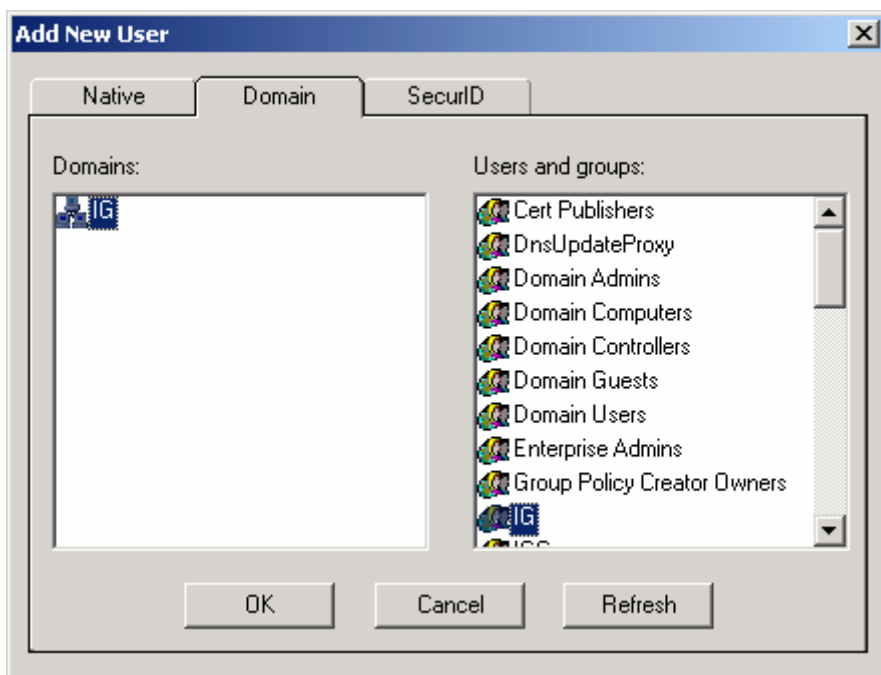 Add New User
Native Domain SecurID
Domains:
IG
Users and groups:
Cert Publishers
DnsUpdateProxy
Domain Admins
Domain Computers
Domain Controllers
Domain Guests
Domain Users
Enterprise Admins
Group Policy Creator Owners
IG
OK Cancel Refresh